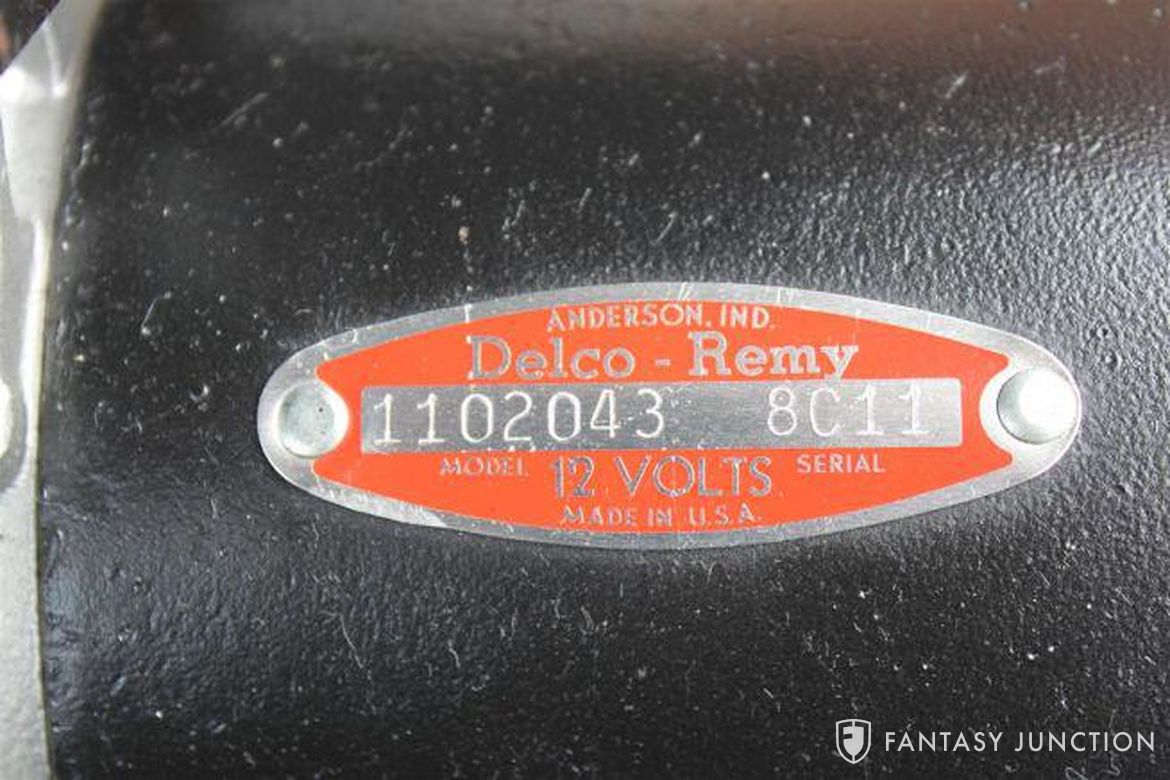 ANDERSON, IND.
Delco - Remy
1102043 8C11
MODEL 12 VOLTS SERIAL
MADE IN U.S.A.
FANTASY JUNCTION